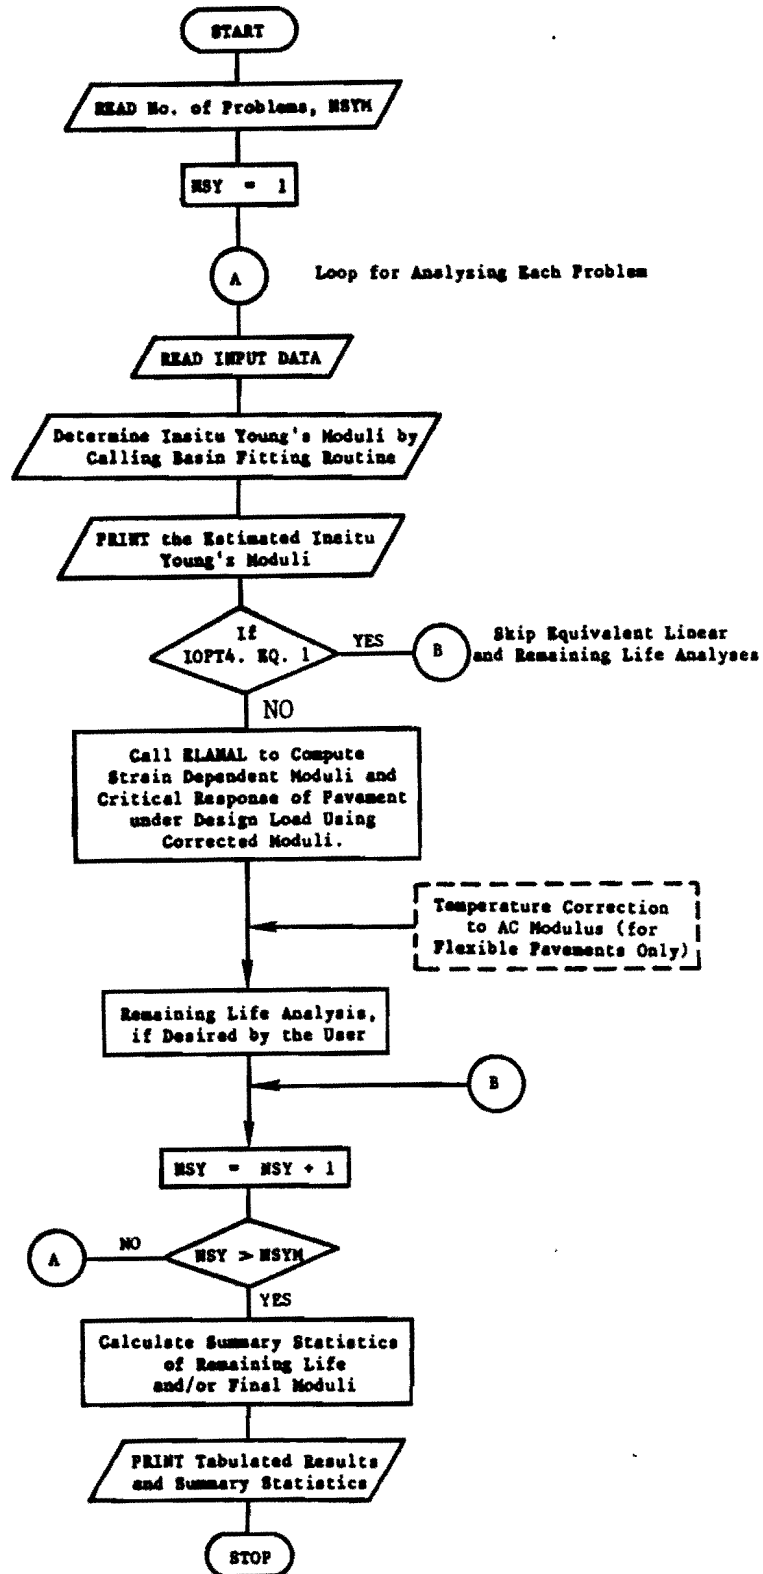 START
READ No. of Problems, NSYM
NSY = 1
A
Loop for Analyzing Each Problem
READ INPUT DATA
Determine Insitu Young's Moduli by
Calling Basin Fitting Routine
PRINT the Estimated Insitu
Young's Moduli
If
IOPT4. EQ. 1
YES
B
Skip Equivalent Linear
and Remaining Life Analyses
NO
Call ELANAL to Compute
Strain Dependent Moduli and
Critical Response of Pavement
under Design Load Using
Corrected Moduli.
Temperature Correction
to AC Modulus (for
Flexible Pavements Only)
Remaining Life Analysis,
if Desired by the User
B
NSY = NSY + 1
A
NO
NSY > NSYM
YES
Calculate Summary Statistics
of Remaining Life
and/or Final Moduli
PRINT Tabulated Results
and Summary Statistics
STOP